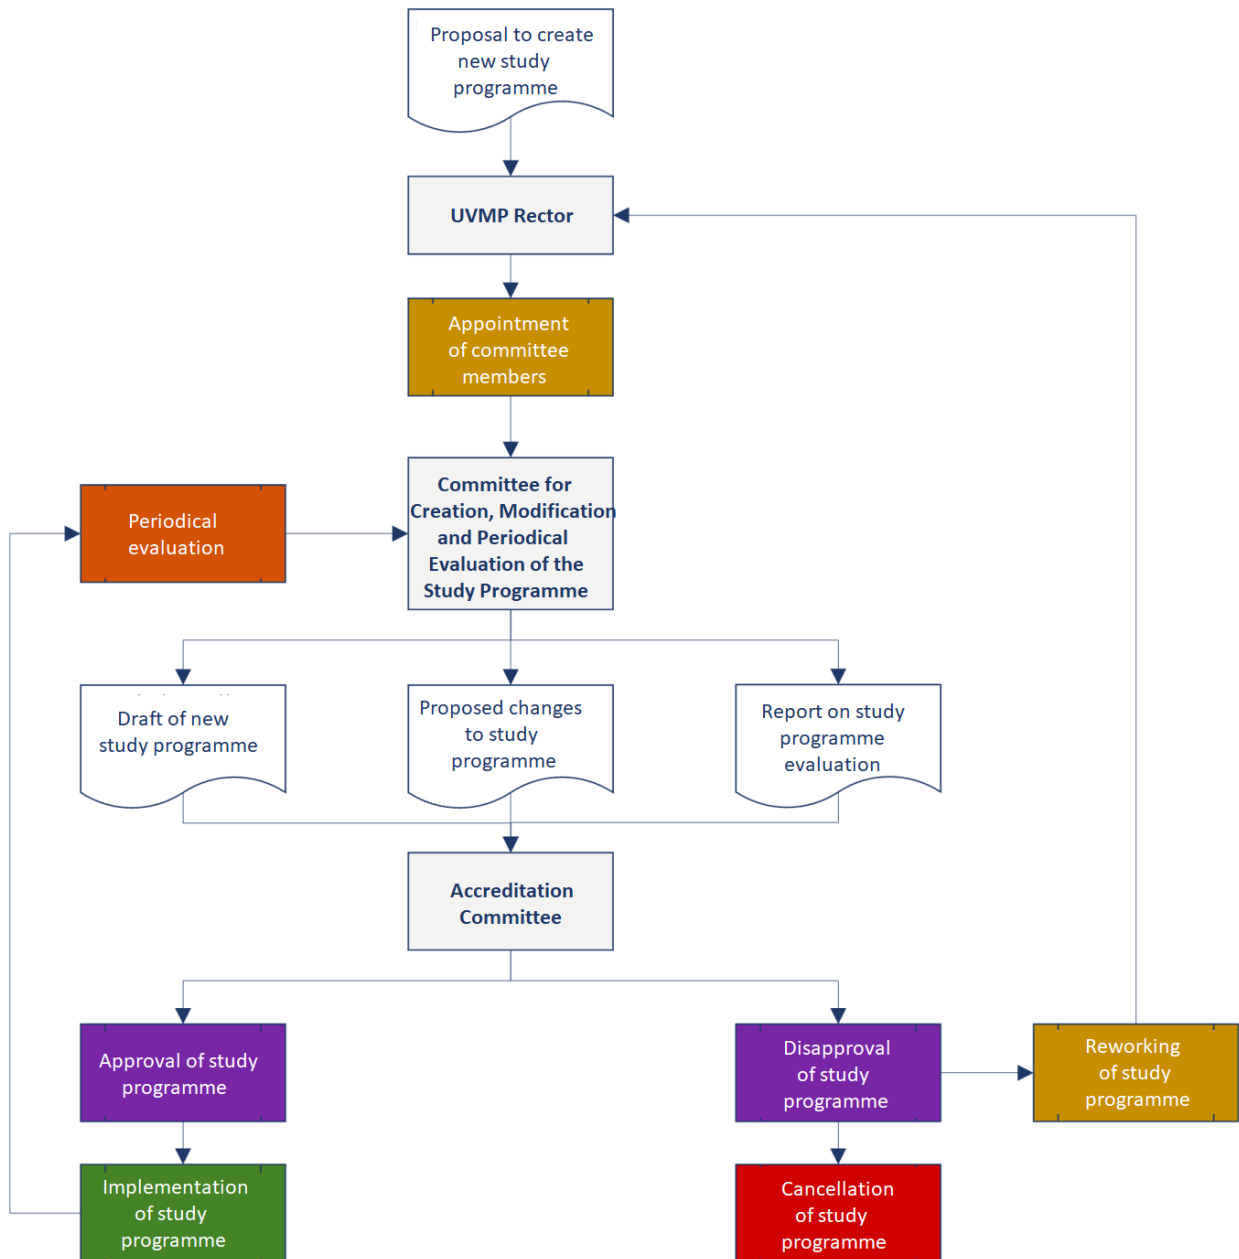 Proposal to create
new study
programme
UVMP Rector
Appointment
of committee
members
Committee for
Creation, Modification
and Periodical
Evaluation of the
Study Programme
Periodical
evaluation
Draft of new
study programme
Proposed changes
to study
programme
Report on study
programme
evaluation
Accreditation
Committee
Approval of study
programme
Disapproval
of study
programme
Reworking
of study
programme
Implementation
of study
programme
Cancellation
of study
programme